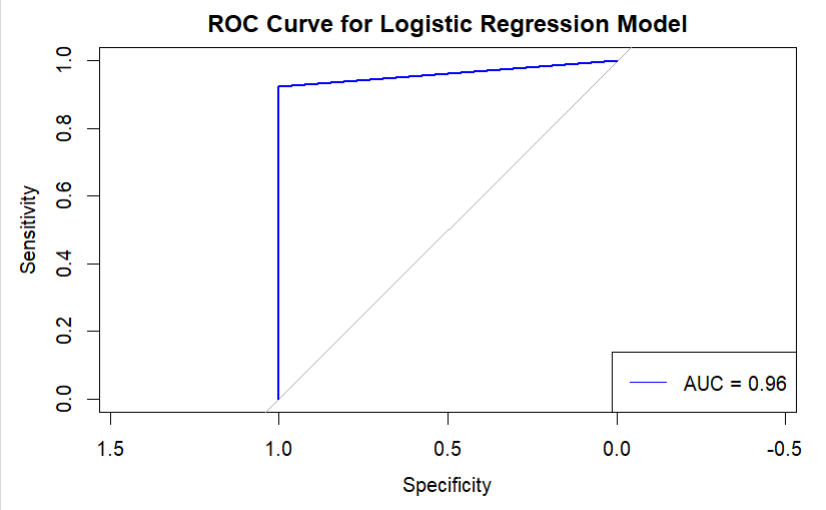 ROC Curve for Logistic Regression Model
Sensitivity
1.0
0.8
0.6
0.4
0.2
0.0
AUC = 0.96
1.5 1.0 0.5 0.0 -0.5
Specificity